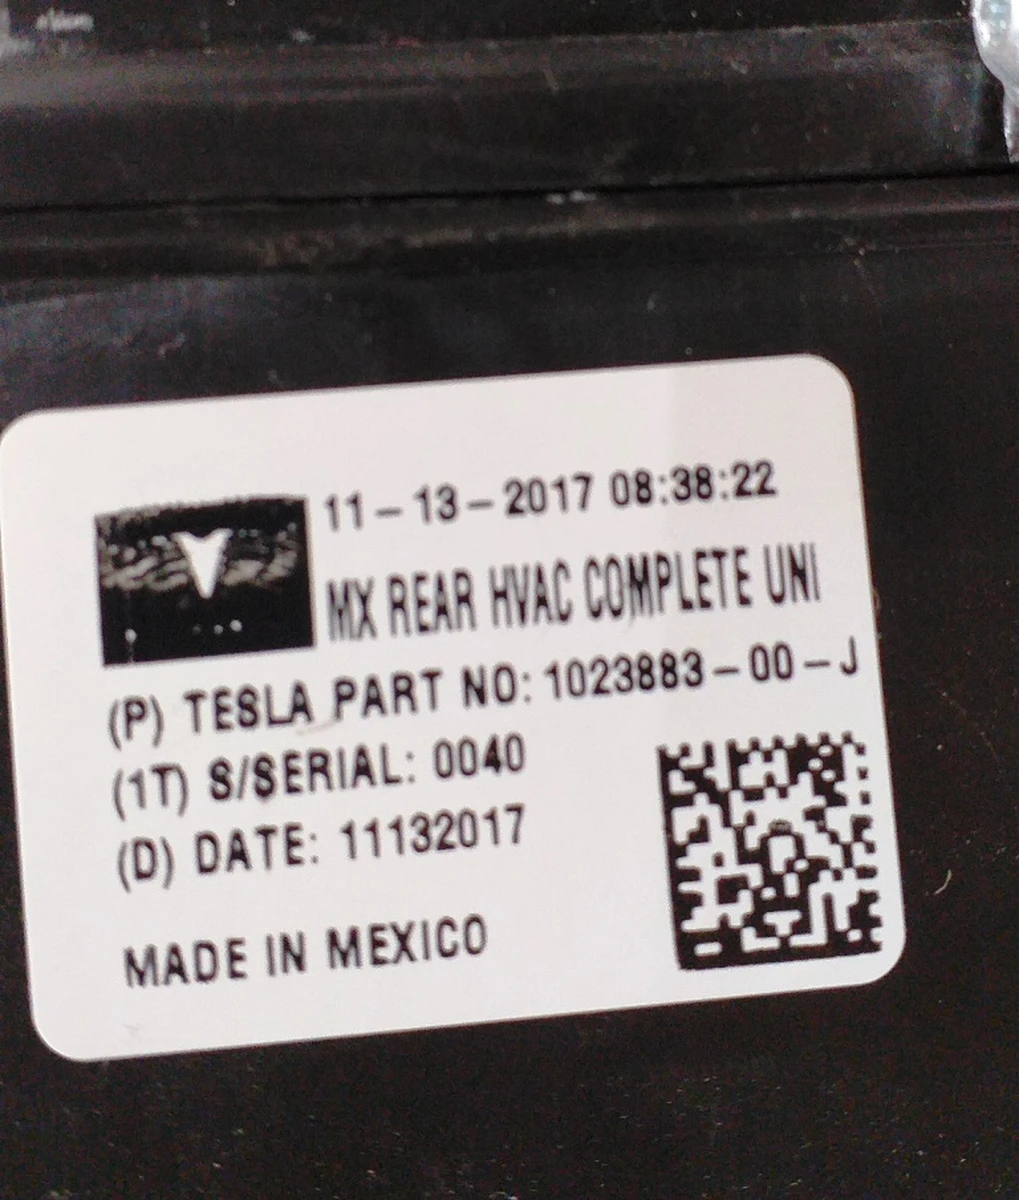 11-13-2017 08:38:22
MX REAR HVAC COMPLETE UNI
(P) TESLA PART NO: 1023883-00-J
(1T) S/SERIAL: 0040
(D) DATE: 11132017
MADE IN MEXICO